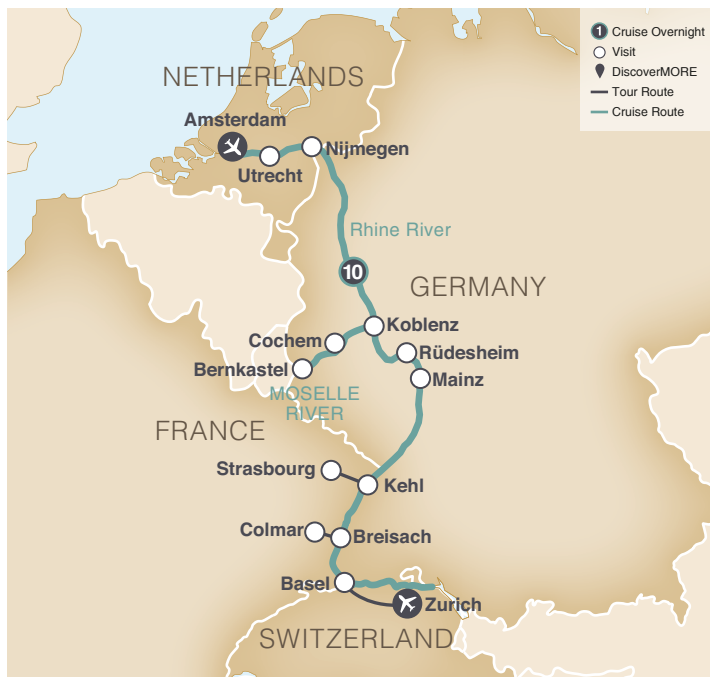 1 Cruise Overnight
Visit
DiscoverMORE
Tour Route
Cruise Route
NETHERLANDS
Amsterdam
Nijmegen
Utrecht
Rhine River
10
GERMANY
Koblenz
Cochem
Rüdesheim
Bernkastel
Mainz
MOSELLE
RIVER
FRANCE
Strasbourg
Kehl
Colmar
Breisach
Basel
Zurich
SWITZERLAND